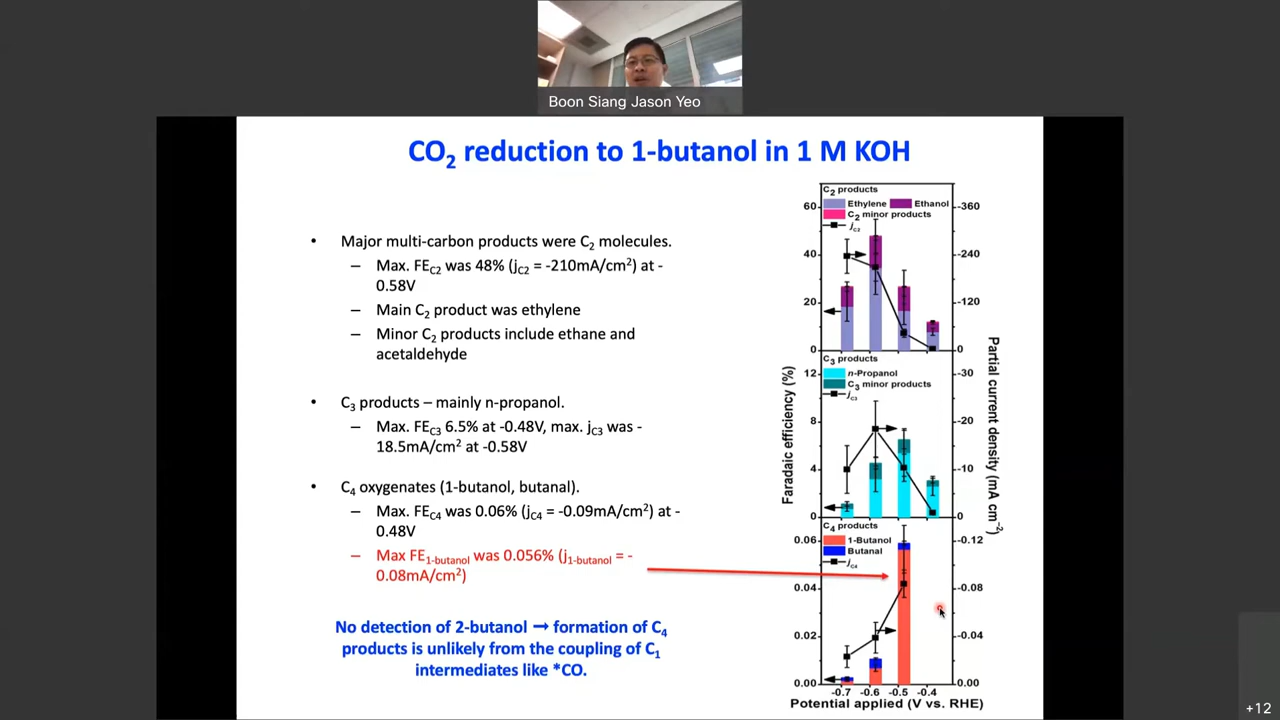 Boon Siang Jason Yeo
CO2 reduction to 1-butanol in 1 M KOH
• Major multi-carbon products were C2 molecules.
– Max. FEC2 was 48% (jC2 = -210mA/cm2) at -
0.58V
– Main C2 product was ethylene
– Minor C2 products include ethane and
acetaldehyde
• C3 products – mainly n-propanol.
– Max. FEC3 6.5% at -0.48V, max. jC3 was -
18.5mA/cm2 at -0.58V
• C4 oxygenates (1-butanol, butanal).
– Max. FEC4 was 0.06% (jC4 = -0.09mA/cm2) at -
0.48V
– Max FE1-butanol was 0.056% (j1-butanol = -
0.08mA/cm2)
No detection of 2-butanol → formation of C4
products is unlikely from the coupling of C1
intermediates like *CO.
C2 products
Ethylene Ethanol
C2 minor products
jC2
60
40
20
0
-360
-240
-120
0
C3 products
n-Propanol
C3 minor products
jC3
12
8
4
0
-30
-20
-10
-0
C4 products
1-Butanol
Butanal
jC4
0.06
0.04
0.02
0.00
-0.12
-0.08
-0.04
0.00
-0.7 -0.6 -0.5 -0.4
Potential applied (V vs. RHE)
Faradaic efficiency (%)
Partial current density (mA cm−2)
+12